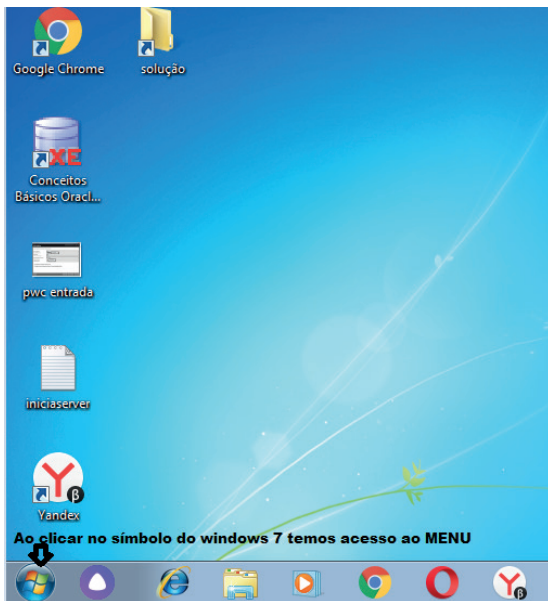 Google Chrome
solução
XE
Conceitos
Básicos Oracl...
pwc entrada
iniciaserver
Y
β
Yandex
Ao clicar no símbolo do windows 7 temos acesso ao MENU
Y
β